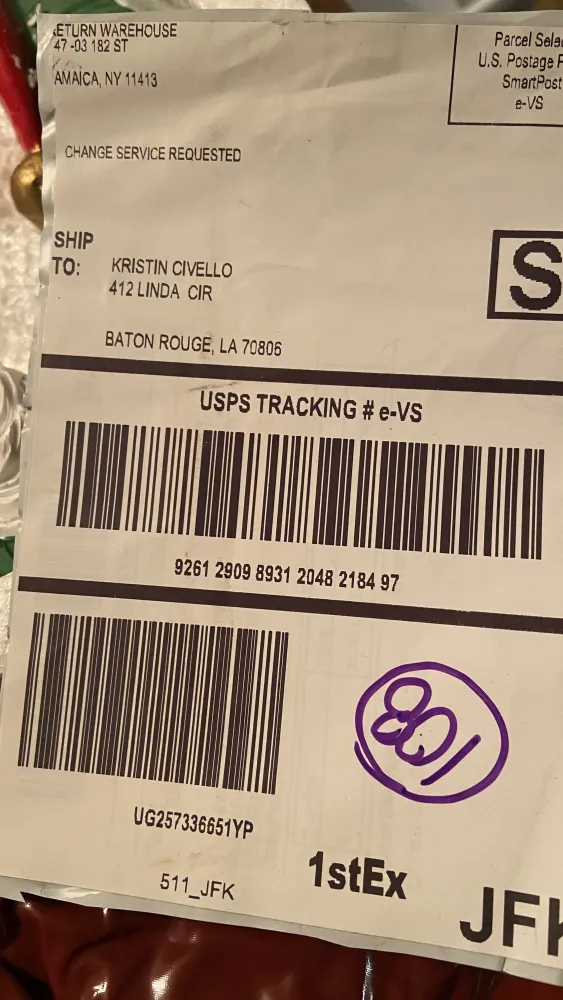 ETURN WAREHOUSE
47 -03 182 ST
AMAICA, NY 11413
Parcel Sele
U.S. Postage P
SmartPost
e-VS
CHANGE SERVICE REQUESTED
SHIP
TO:
KRISTIN CIVELLO
412 LINDA CIR
BATON ROUGE, LA 70806
S
USPS TRACKING # e-VS
9261 2909 8931 2048 2184 97
801
UG257336651YP
511_JFK
1stEx
JFK